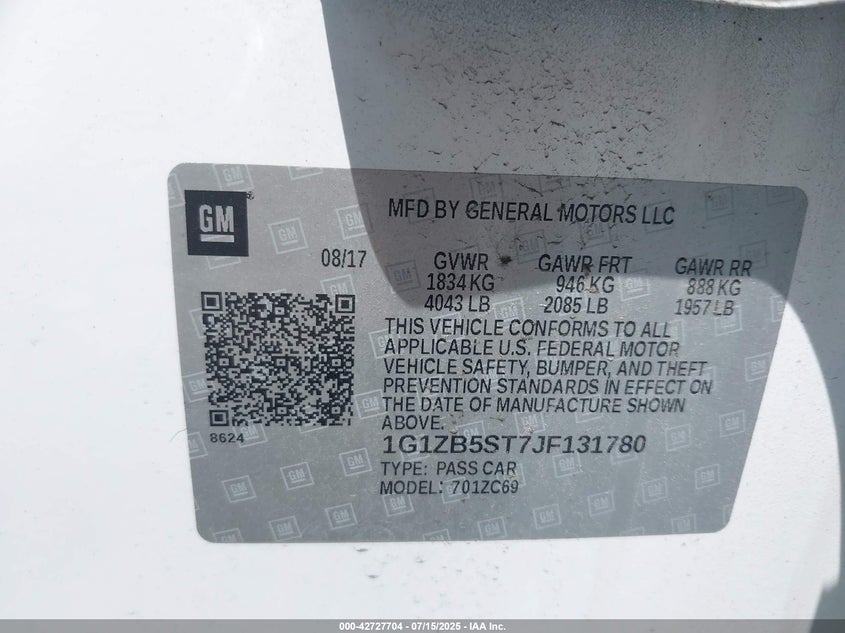 GM
MFD BY GENERAL MOTORS LLC
08/17 GVWR GAWR FRT GAWR RR
1834 KG 946 KG 888 KG
4043 LB 2085 LB 1957 LB
THIS VEHICLE CONFORMS TO ALL
APPLICABLE U.S. FEDERAL MOTOR
VEHICLE SAFETY, BUMPER, AND THEFT
PREVENTION STANDARDS IN EFFECT ON
THE DATE OF MANUFACTURE SHOWN
ABOVE.
8624
1G1ZB5ST7JF131780
TYPE: PASS CAR
MODEL: 701ZC69
000-42727704 - 07/15/2025 - IAA Inc.